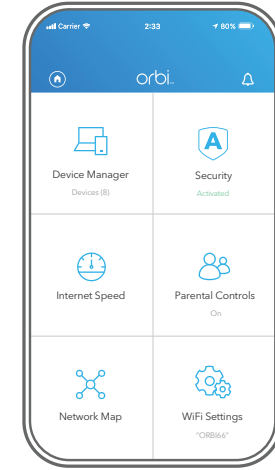 Carrier 2:33 80%
orbi
A
Device Manager Security
Devices (8) Activated
Internet Speed Parental Controls
On
Network Map WiFi Settings
"ORBI66"